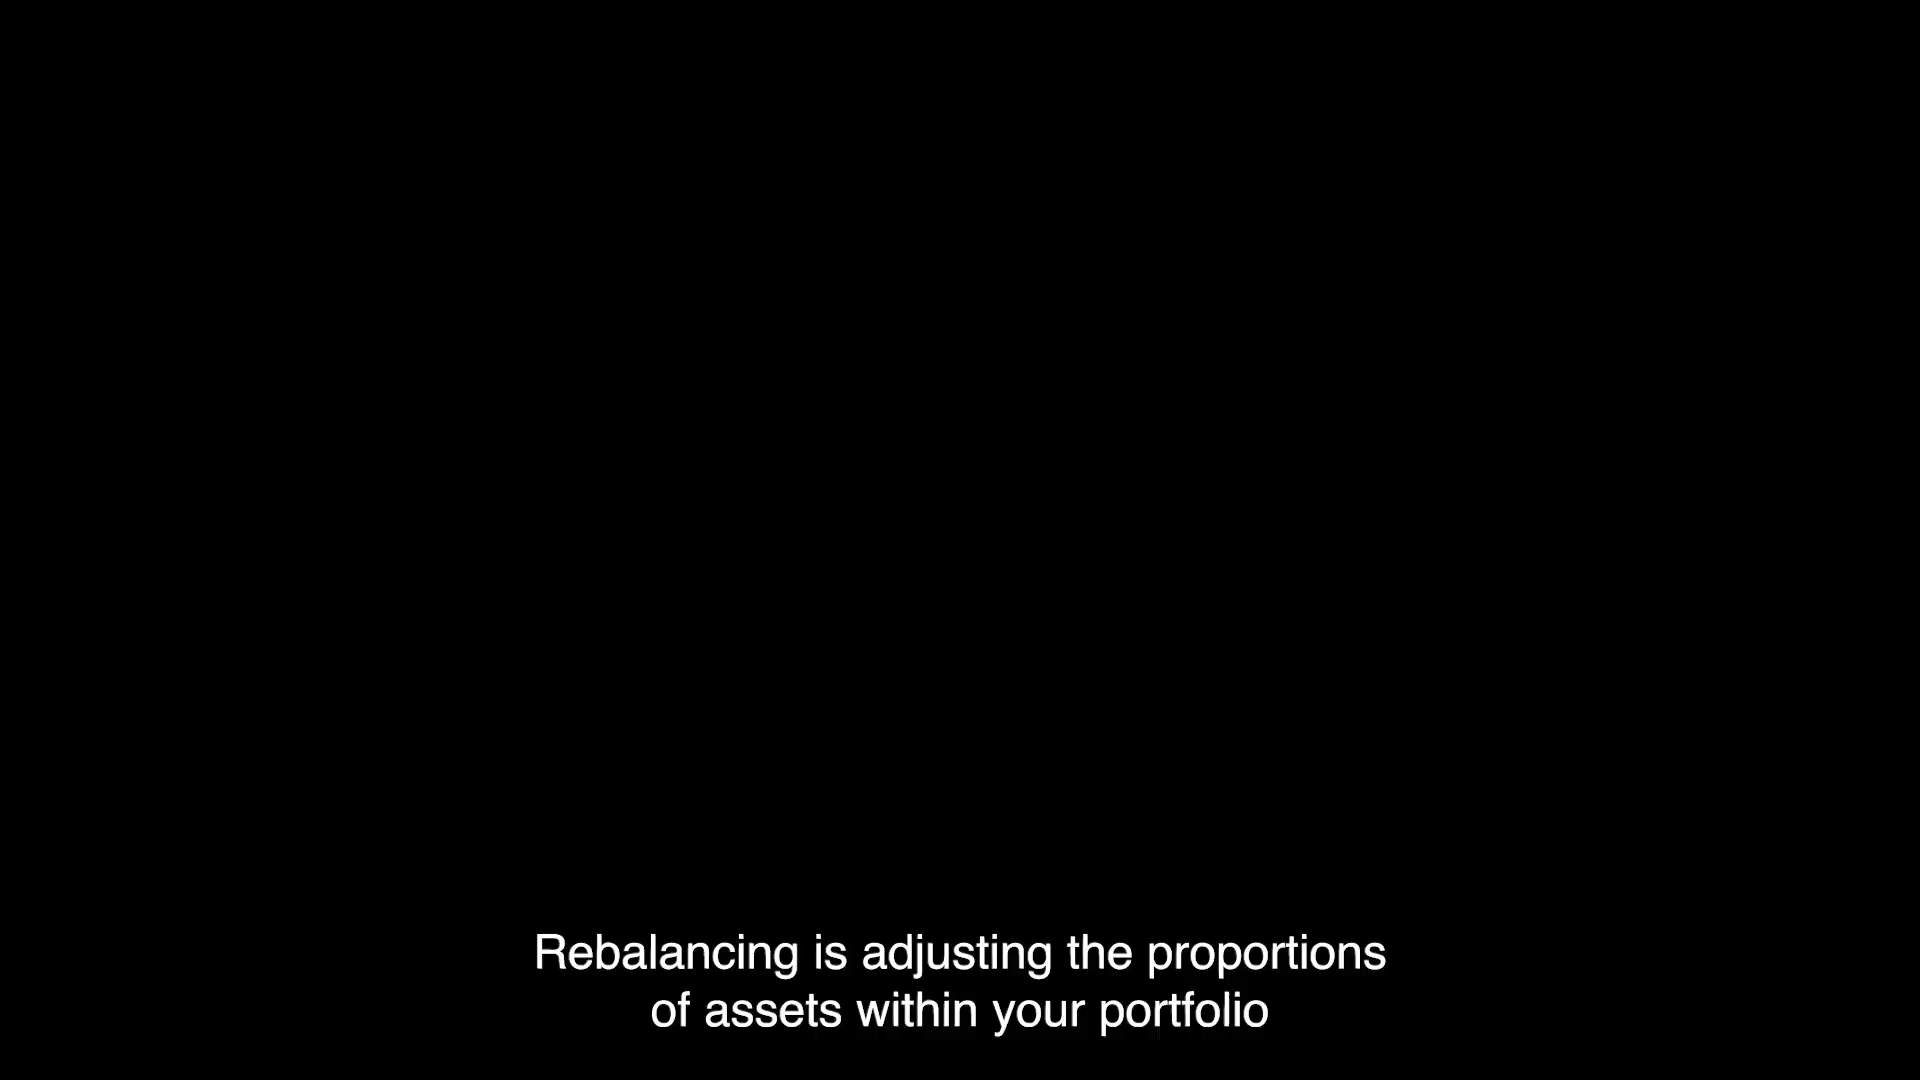 Rebalancing is adjusting the proportions
of assets within your portfolio